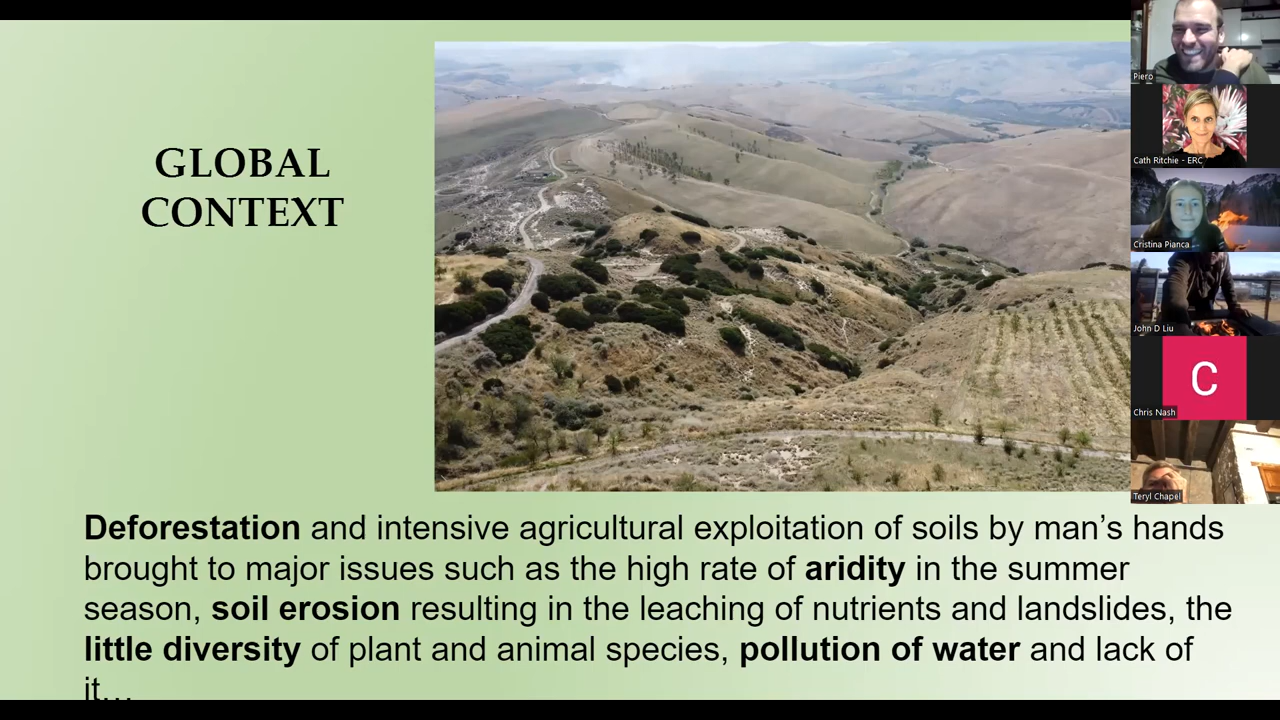 GLOBAL
CONTEXT
Deforestation and intensive agricultural exploitation of soils by man’s hands
brought to major issues such as the high rate of aridity in the summer
season, soil erosion resulting in the leaching of nutrients and landslides, the
little diversity of plant and animal species, pollution of water and lack of
it…
Piero
Cath Ritchie - ERC
Cristina Pianca
John D Liu
C
Chris Nash
Teryl Chapel